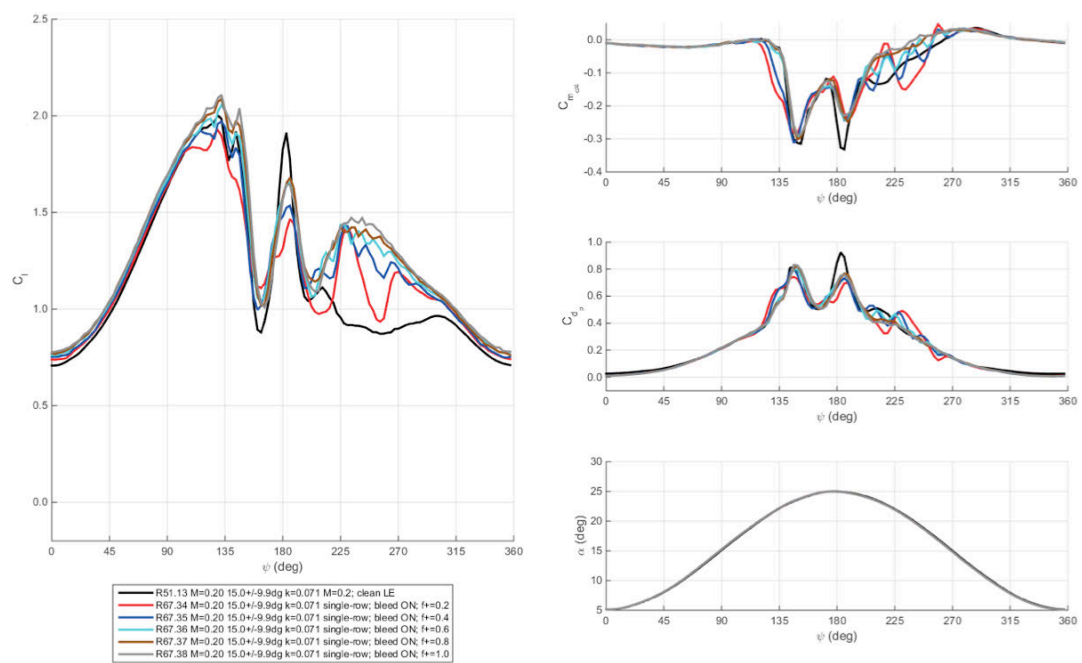 2.5
2.0
1.5
1.0
0.5
0.0
C_l
0 45 90 135 180 225 270 315 360
ψ (deg)
R51.13 M=0.20 15.0+/-9.9dg k=0.071 M=0.2; clean LE
R67.34 M=0.20 15.0+/-9.9dg k=0.071 single-row; bleed ON; f+=0.2
R67.35 M=0.20 15.0+/-9.9dg k=0.071 single-row; bleed ON; f+=0.4
R67.36 M=0.20 15.0+/-9.9dg k=0.071 single-row; bleed ON; f+=0.6
R67.37 M=0.20 15.0+/-9.9dg k=0.071 single-row; bleed ON; f+=0.8
R67.38 M=0.20 15.0+/-9.9dg k=0.071 single-row; bleed ON; f+=1.0
0.0
-0.1
-0.2
-0.3
-0.4
C_m
0 45 90 135 180 225 270 315 360
ψ (deg)
1.0
0.8
0.6
0.4
0.2
0.0
C_d_p
0 45 90 135 180 225 270 315 360
ψ (deg)
30
25
20
15
10
5
α (deg)
0 45 90 135 180 225 270 315 360
ψ (deg)